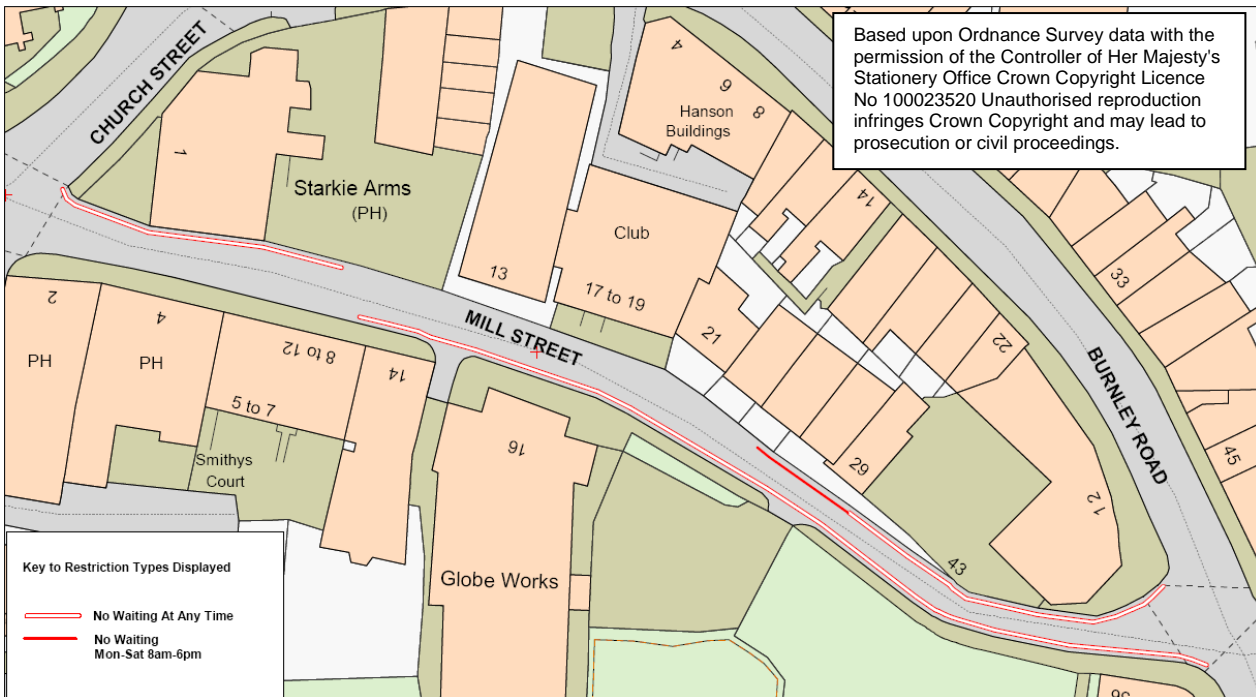 Based upon Ordnance Survey data with the
permission of the Controller of Her Majesty's
Stationery Office Crown Copyright Licence
No 100023520 Unauthorised reproduction
infringes Crown Copyright and may lead to
prosecution or civil proceedings.
CHURCH STREET
1
Starkie Arms
(PH)
4
6
8
Hanson
Buildings
14
Club
13
17 to 19
MILL STREET
21
22
29
33
45
BURNLEY ROAD
12
43
2
PH
4
PH
8 to 12
14
5 to 7
Smithys
Court
16
Globe Works
Key to Restriction Types Displayed
No Waiting At Any Time
No Waiting
Mon-Sat 8am-6pm